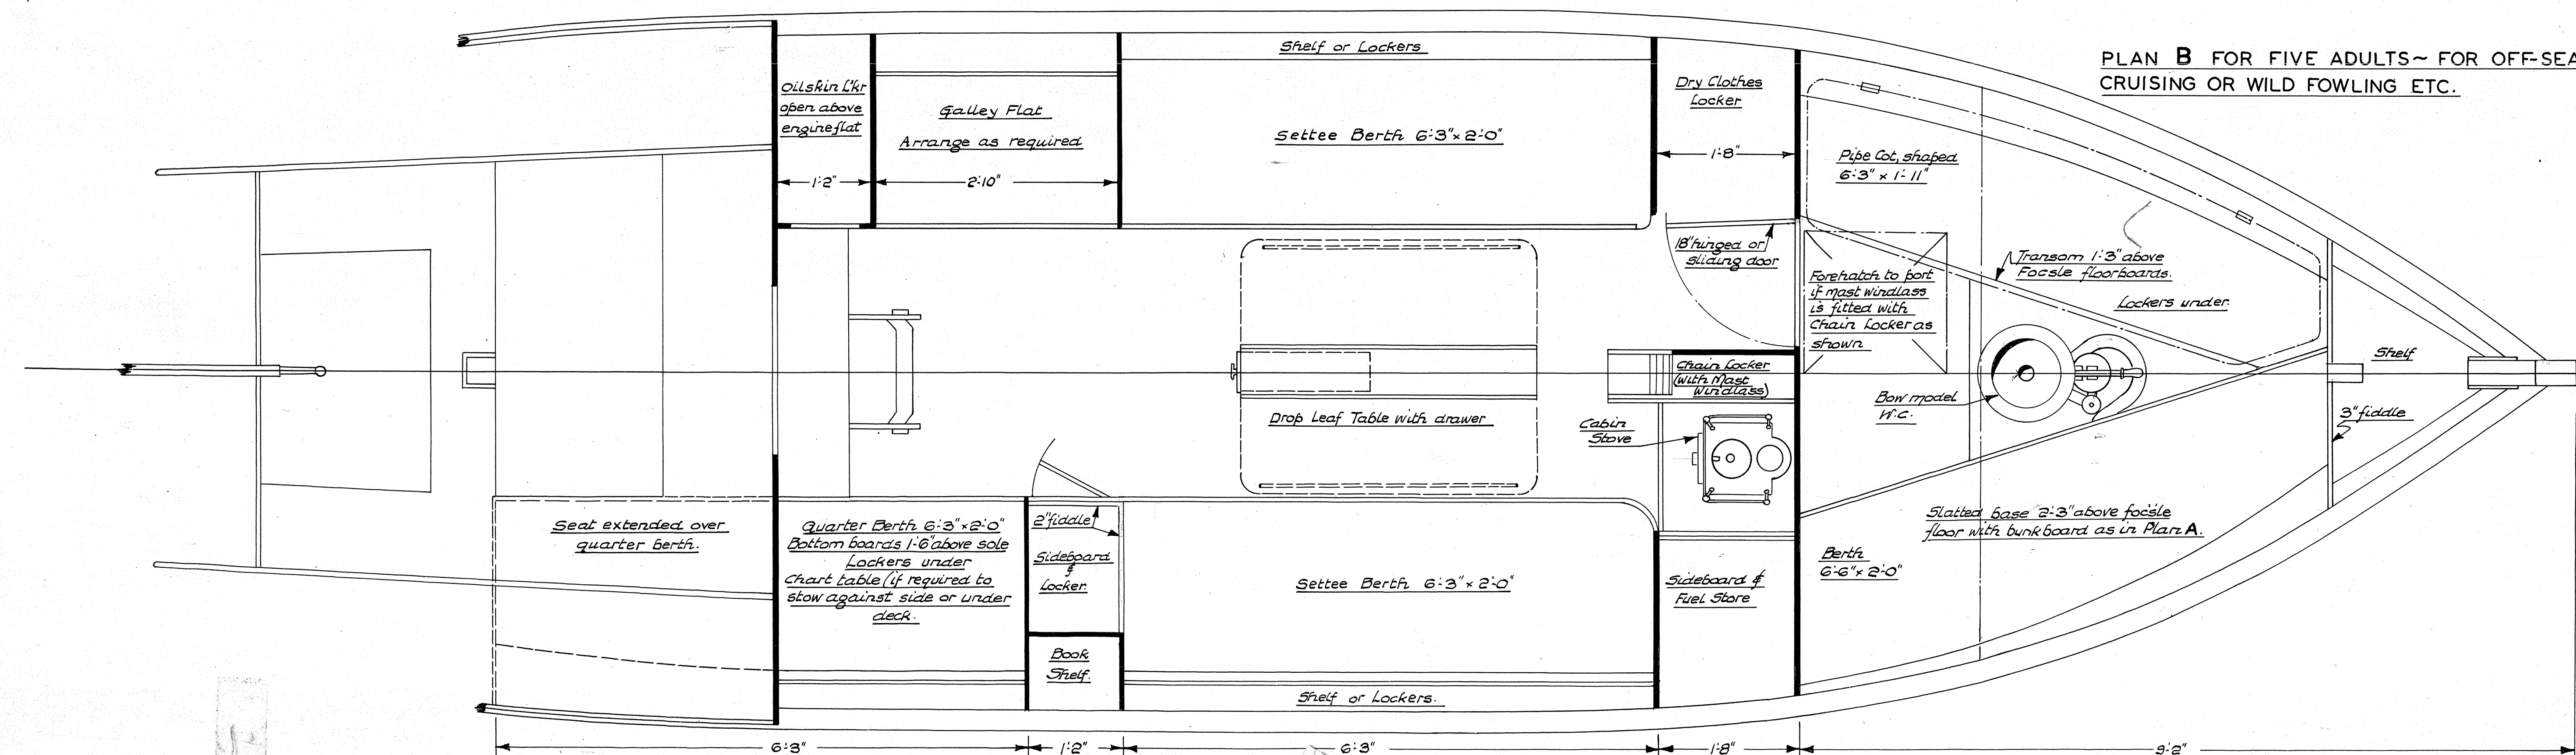 PLAN B FOR FIVE ADULTS~ FOR OFF-SEA
CRUISING OR WILD FOWLING ETC.
Shelf or Lockers
Oilskin L'kr
open above
engine flat
1'-2"
Galley Flat
Arrange as required
2'-10"
Settee Berth 6'-3" x 2'-0"
Dry Clothes
Locker
1'-8"
Pipe Cot, shaped
6'-3" x 1'-11"
18" hinged or
sliding door
Forehatch to port
if mast windlass
is fitted with
Chain Locker as
shown
Transom 1'-3" above
Focsle floorboards.
Lockers under.
Shelf
Chain Locker
(with Mast
Windlass)
Bow model
W.C.
3" fiddle
Drop Leaf Table with drawer
Cabin
Stove
Seat extended over
quarter berth.
Quarter Berth 6'-3" x 2'-0"
Bottom boards 1'-6" above sole
Lockers under
Chart table (if required to
stow against side or under
deck.
2" fiddle
Sideboard
&
Locker.
Book
Shelf.
Settee Berth 6'-3" x 2'-0"
Sideboard &
Fuel Store
Slatted base 2'-3" above focsle
floor with bunkboard as in Plan A.
Berth
6'-6" x 2'-0"
Shelf or Lockers.
6'-3"
1'-2"
6'-3"
1'-8"
9'-2"